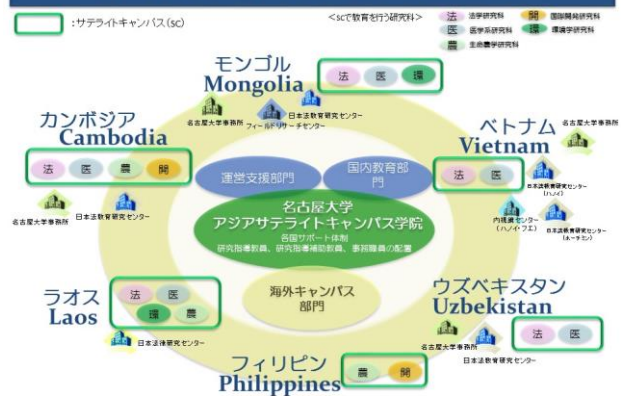 ：サテライトキャンパス(SC)
<SCで教育を行う研究科>
法 法学研究科
開 国際開発研究科
医 医学系研究科
環 環境学研究科
農 生命農学研究科
モンゴル
Mongolia
法 医 環
名古屋大学事務所
フィールドリサーチセンター
日本法教育研究センター
カンボジア
Cambodia
法 医 農 開
名古屋大学事務所
日本法教育研究センター
ベトナム
Vietnam
名古屋大学事務所
法 医
日本法教育研究センター
(ハノイ)
(ハノイ・フエ)
日本法教育研究センター
(ホーチミン)
運営支援部門
国内教育部
門
名古屋大学
アジアサテライトキャンパス学院
各国サポート体制
研究指導教員、研究指導補助教員、事務職員の配置
海外キャンパス
部門
ラオス
Laos
法 医
環 農
日本法律研究センター
ウズベキスタン
Uzbekistan
名古屋大学事務所
日本法教育研究センター
法 医
フィリピン
Philippines
農 開